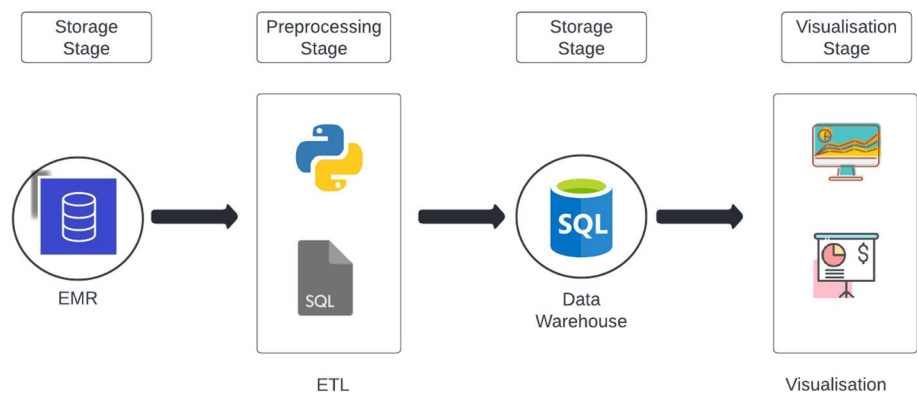 Storage
Stage
Preprocessing
Stage
Storage
Stage
Visualisation
Stage
SQL
SQL
EMR
Data
Warehouse
ETL
Visualisation
$